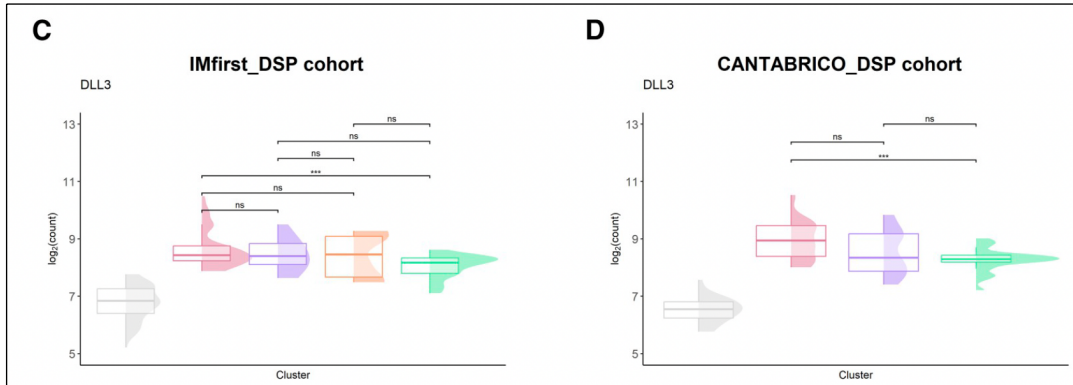 C
IMfirst_DSP cohort
DLL3
13
11
9
7
5
log2(count)
ns
ns
ns
***
ns
ns
Cluster
D
CANTABRICO_DSP cohort
DLL3
13
11
9
7
5
log2(count)
ns
ns
***
Cluster